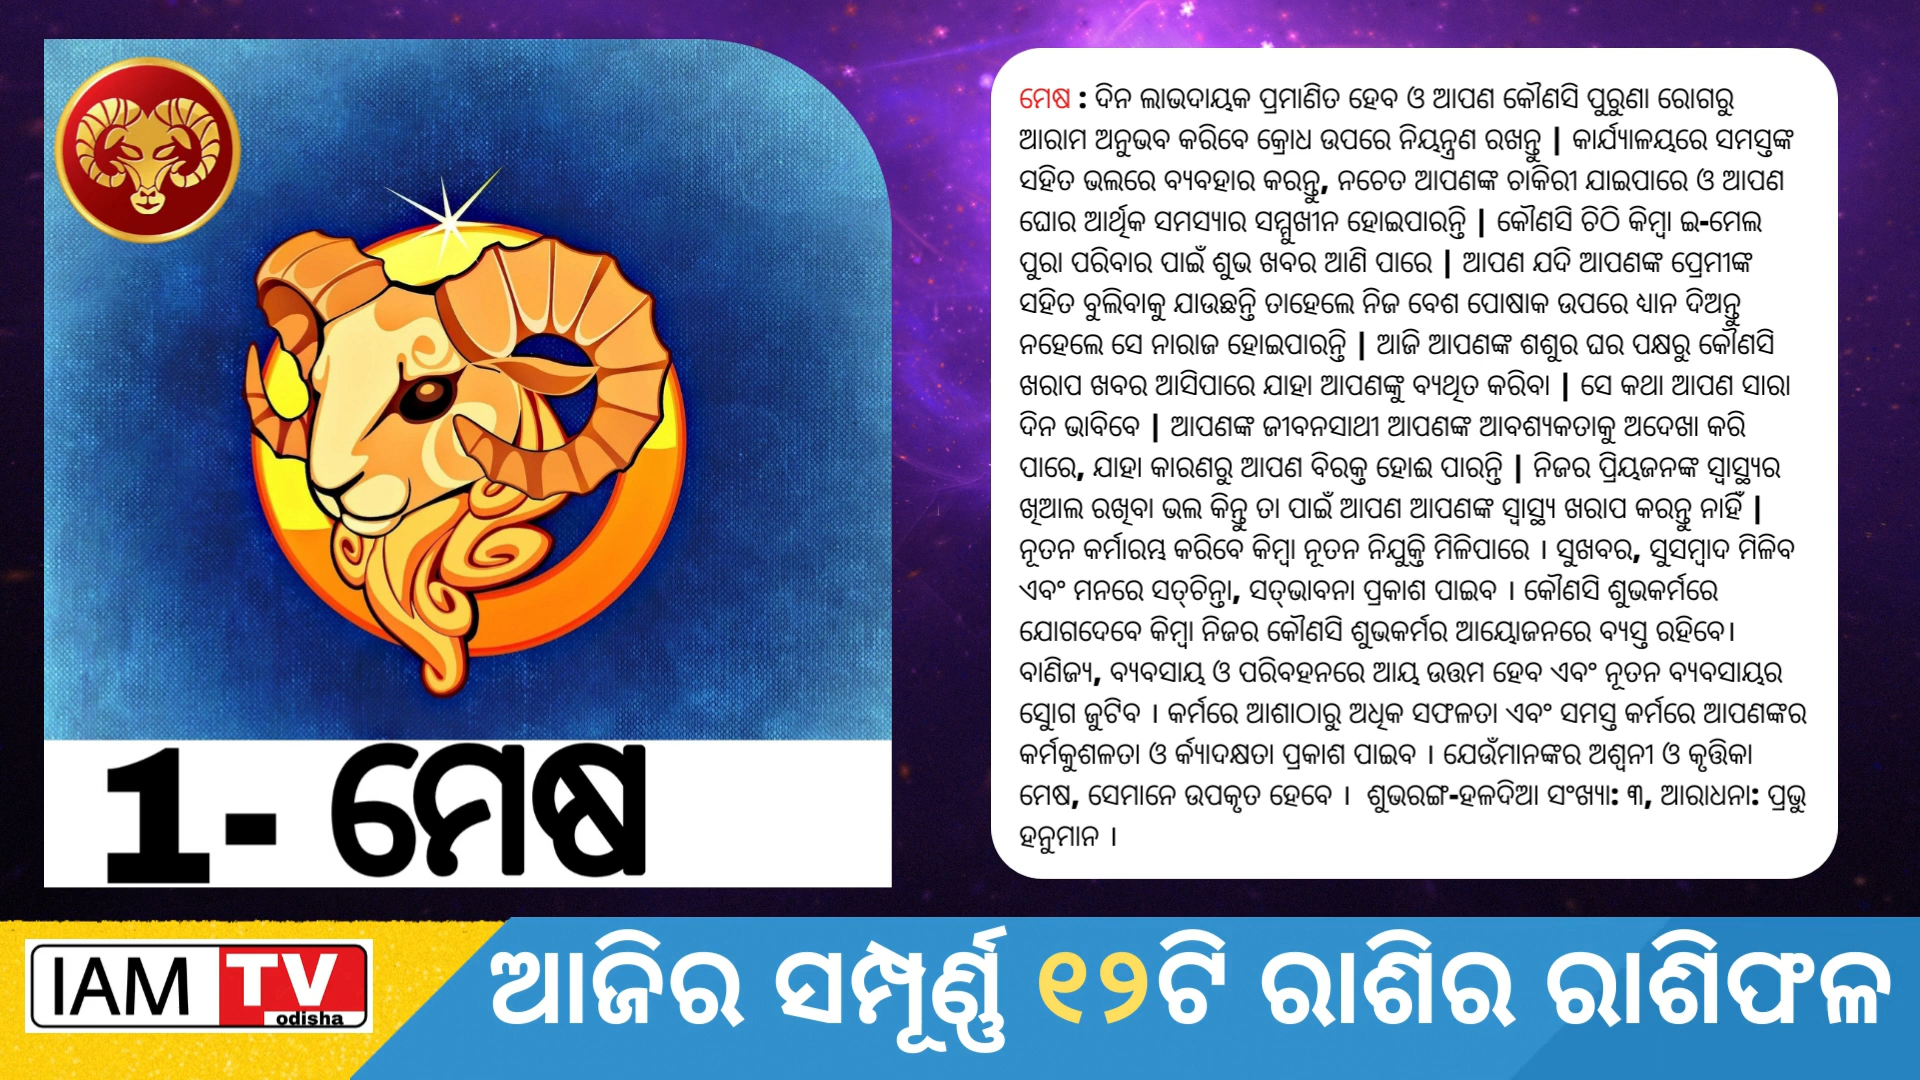 ମେଷ : ଦିନ ଲାଭଦାୟକ ପ୍ରମାଣିତ ହେବ ଓ ଆପଣ କୌଣସି ପୁରୁଣା ରୋଗରୁ
ଆରାମ ଅନୁଭବ କରିବେ କ୍ରୋଧ ଉପରେ ନିୟନ୍ତ୍ରଣ ରଖନ୍ତୁ | କାର୍ଯ୍ୟାଳୟରେ ସମସ୍ତଙ୍କ
ସହିତ ଭଲରେ ବ୍ୟବହାର କରନ୍ତୁ, ନଚେତ ଆପଣଙ୍କ ଚାକିରୀ ଯାଇପାରେ ଓ ଆପଣ
ଘୋର ଆର୍ଥିକ ସମସ୍ୟାର ସମ୍ମୁଖୀନ ହୋଇପାରନ୍ତି | କୌଣସି ଚିଠି କିମ୍ବା ଇ-ମେଲ
ପୁରା ପରିବାର ପାଇଁ ଶୁଭ ଖବର ଆଣି ପାରେ | ଆପଣ ଯଦି ଆପଣଙ୍କ ପ୍ରେମୀଙ୍କ
ସହିତ ବୁଲିବାକୁ ଯାଉଛନ୍ତି ତାହେଲେ ନିଜ ବେଶ ପୋଷାକ ଉପରେ ଧ୍ୟାନ ଦିଅନ୍ତୁ
ନହେଲେ ସେ ନାରାଜ ହୋଇପାରନ୍ତି | ଆଜି ଆପଣଙ୍କ ଶଶୁର ଘର ପକ୍ଷରୁ କୌଣସି
ଖରାପ ଖବର ଆସିପାରେ ଯାହା ଆପଣଙ୍କୁ ବ୍ୟଥିତ କରିବା | ସେ କଥା ଆପଣ ସାରା
ଦିନ ଭାବିବେ | ଆପଣଙ୍କ ଜୀବନସାଥୀ ଆପଣଙ୍କ ଆବଶ୍ୟକତାକୁ ଅଦେଖା କରି
ପାରେ, ଯାହା କାରଣରୁ ଆପଣ ବିରକ୍ତ ହୋଈ ପାରନ୍ତି | ନିଜର ପ୍ରିୟଜନଙ୍କ ସ୍ୱାସ୍ଥ୍ୟର
ଖିଆଲ ରଖିବା ଭଲ କିନ୍ତୁ ତା ପାଇଁ ଆପଣ ଆପଣଙ୍କ ସ୍ୱାସ୍ଥ୍ୟ ଖରାପ କରନ୍ତୁ ନାହିଁ |
ନୂତନ କର୍ମାରମ୍ଭ କରିବେ କିମ୍ବା ନୂତନ ନିଯୁକ୍ତି ମିଳିପାରେ । ସୁଖବର, ସୁସମ୍ବାଦ ମିଳିବ
ଏବଂ ମନରେ ସତ୍‌ଚିନ୍ତା, ସତ୍‌ଭାବନା ପ୍ରକାଶ ପାଇବ । କୌଣସି ଶୁଭକର୍ମରେ
ଯୋଗଦେବେ କିମ୍ବା ନିଜର କୌଣସି ଶୁଭକର୍ମର ଆୟୋଜନରେ ବ୍ୟସ୍ତ ରହିବେ।
ବାଣିଜ୍ୟ, ବ୍ୟବସାୟ ଓ ପରିବହନରେ ଆୟ ଉତ୍ତମ ହେବ ଏବଂ ନୂତନ ବ୍ୟବସାୟର
ସୁୋଗ ଜୁଟିବ । କର୍ମରେ ଆଶାଠାରୁ ଅଧିକ ସଫଳତା ଏବଂ ସମସ୍ତ କର୍ମରେ ଆପଣଙ୍କର
କର୍ମକୁଶଳତା ଓ ର୍କ୍ୟାଦକ୍ଷତା ପ୍ରକାଶ ପାଇବ । ଯେଉଁମାନଙ୍କର ଅଶ୍ୱନୀ ଓ କୃତ୍ତିକା
ମେଷ, ସେମାନେ ଉପକୃତ ହେବେ । ଶୁଭରଙ୍ଗ-ହଳଦିଆ ସଂଖ୍ୟା: ୩, ଆରାଧନା: ପ୍ରଭୁ
ହନୁମାନ ।
1- ମେଷ
IAM TV
odisha
ଆଜିର ସମ୍ପୂର୍ଣ୍ଣ ୧୨ଟି ରାଶିର ରାଶିଫଳ